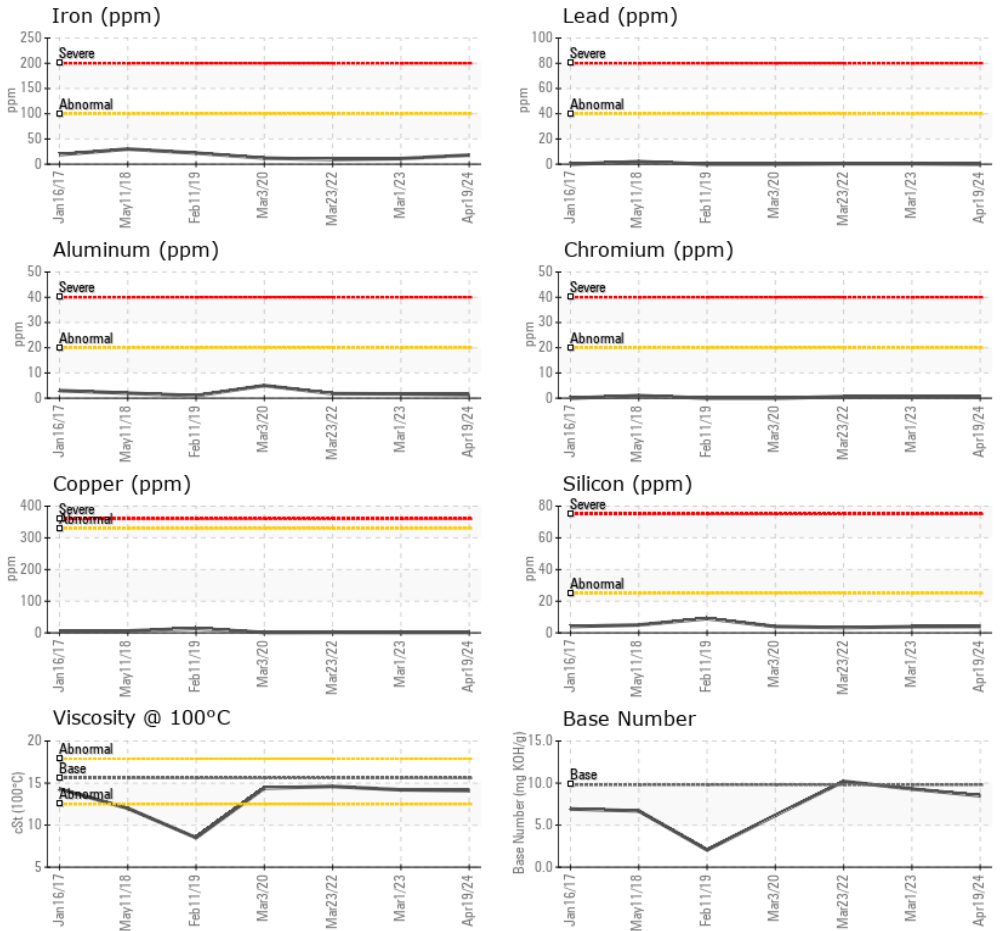 Iron (ppm)
250
200
150
100
50
0
ppm
Severe
Abnormal
Jan16/17
May11/18
Feb11/19
Mar3/20
Mar23/22
Mar1/23
Apr19/24
Lead (ppm)
100
80
60
40
20
0
ppm
Severe
Abnormal
Jan16/17
May11/18
Feb11/19
Mar3/20
Mar23/22
Mar1/23
Apr19/24
Aluminum (ppm)
50
40
30
20
10
0
ppm
Severe
Abnormal
Jan16/17
May11/18
Feb11/19
Mar3/20
Mar23/22
Mar1/23
Apr19/24
Chromium (ppm)
50
40
30
20
10
0
ppm
Severe
Abnormal
Jan16/17
May11/18
Feb11/19
Mar3/20
Mar23/22
Mar1/23
Apr19/24
Copper (ppm)
400
300
200
100
0
ppm
Severe
Abnormal
Jan16/17
May11/18
Feb11/19
Mar3/20
Mar23/22
Mar1/23
Apr19/24
Silicon (ppm)
80
60
40
20
0
ppm
Severe
Abnormal
Jan16/17
May11/18
Feb11/19
Mar3/20
Mar23/22
Mar1/23
Apr19/24
Viscosity @ 100°C
20
15
10
5
cSt (100°C)
Abnormal
Base
Abnormal
Jan16/17
May11/18
Feb11/19
Mar3/20
Mar23/22
Mar1/23
Apr19/24
Base Number
15.0
10.0
5.0
0.0
Base Number (mg KOH/g)
Base
Jan16/17
May11/18
Feb11/19
Mar3/20
Mar23/22
Mar1/23
Apr19/24